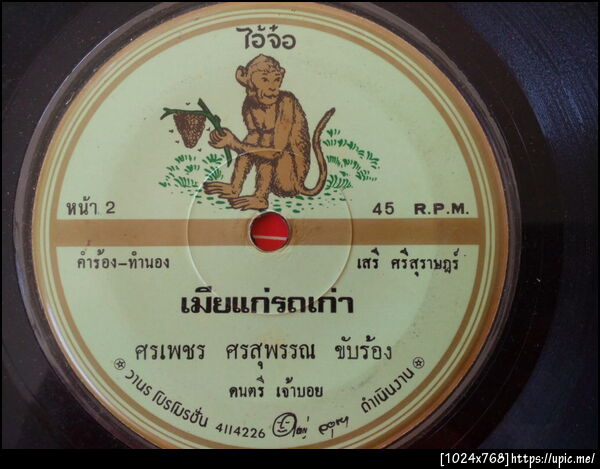 ไอ้จ๋อ
หน้า 2
45 R.P.M.
คำร้อง-ทำนอง
เสรี ศรีสุราษฎร์
เมียแก่รถเก่า
ศรเพชร ศรสุพรรณ ขับร้อง
ดนตรี เจ้าบอย
วานร โปรโมรชั่น 4114226 ดำเนินงาน
[1024x768]https://upic.me/